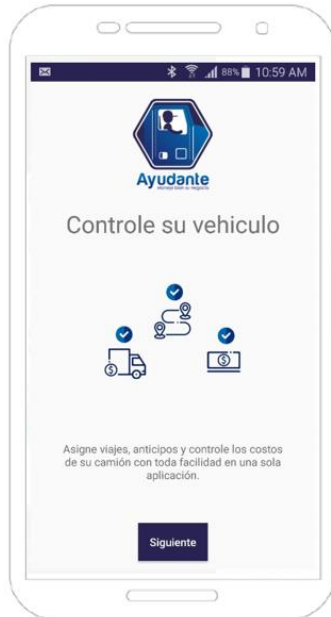 88% 10:59 AM
Ayudante
Controle su vehiculo
$
$
Asigne viajes, anticipos y controle los costos
de su camión con toda facilidad en una sola
aplicación.
Siguiente